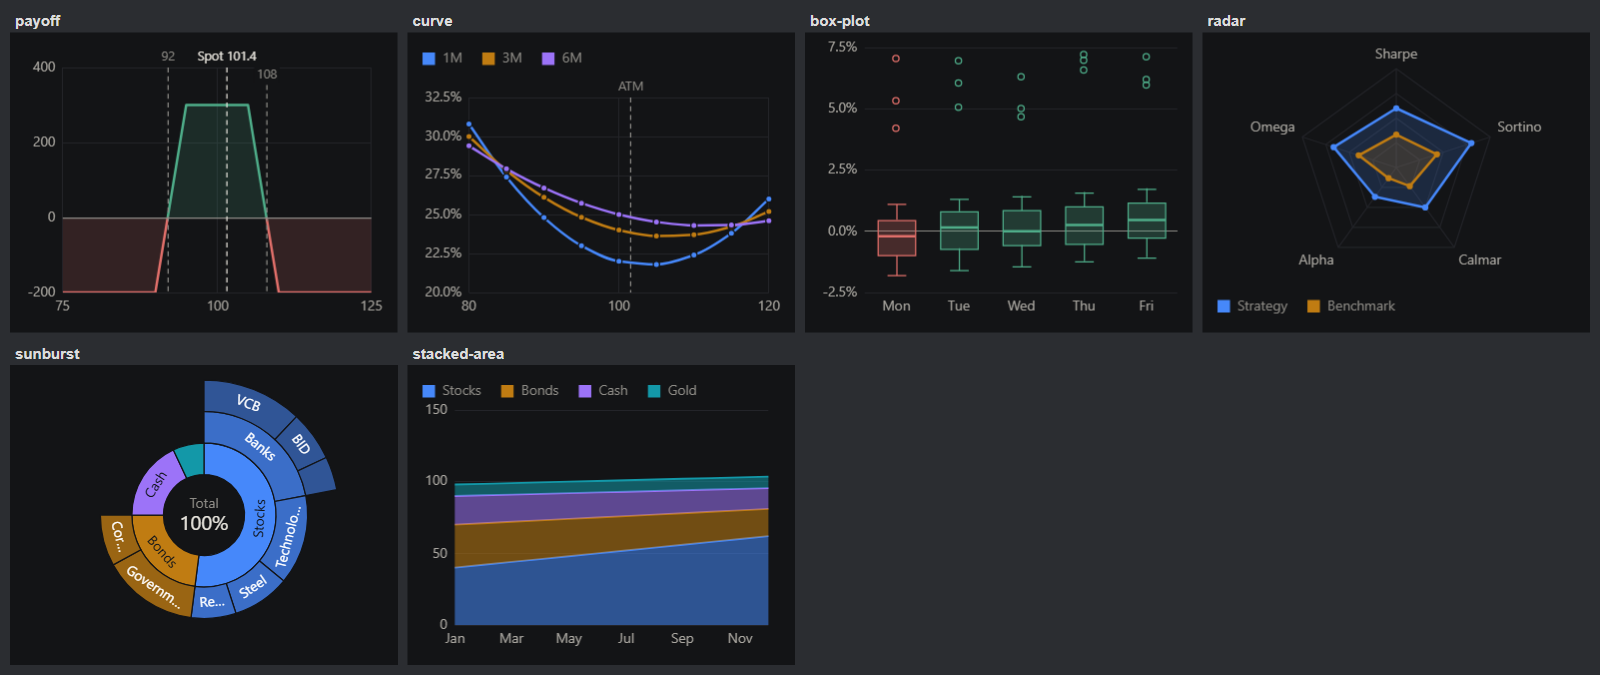 payoff
92
Spot 101.4
108
400
200
0
-200
75
100
125
curve
1M
3M
6M
ATM
32.5%
30.0%
27.5%
25.0%
22.5%
20.0%
80
100
120
box-plot
7.5%
5.0%
2.5%
0.0%
-2.5%
Mon
Tue
Wed
Thu
Fri
radar
Sharpe
Omega
Sortino
Alpha
Calmar
Strategy
Benchmark
sunburst
VCB
BID
Banks
Cash
Stocks
Total
100%
Technolo...
Cor...
Bonds
Governm...
Steel
Re...
stacked-area
Stocks
Bonds
Cash
Gold
150
100
50
0
Jan
Mar
May
Jul
Sep
Nov